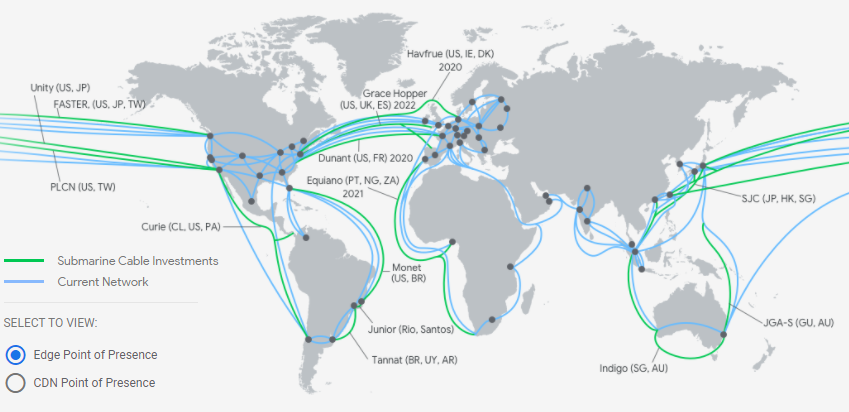 Havfrue (US, IE, DK)
2020
Unity (US, JP)
Grace Hopper
(US, UK, ES) 2022
FASTER, (US, JP, TW)
Dunant (US, FR) 2020
PLCN (US, TW)
Equiano (PT, NG, ZA)
2021
SJC (JP, HK, SG)
Curie (CL, US, PA)
Submarine Cable Investments
Current Network
Monet
(US, BR)
SELECT TO VIEW:
Junior (Rio, Santos)
JGA-S (GU, AU)
Edge Point of Presence
Tannat (BR, UY, AR)
Indigo (SG, AU)
CDN Point of Presence